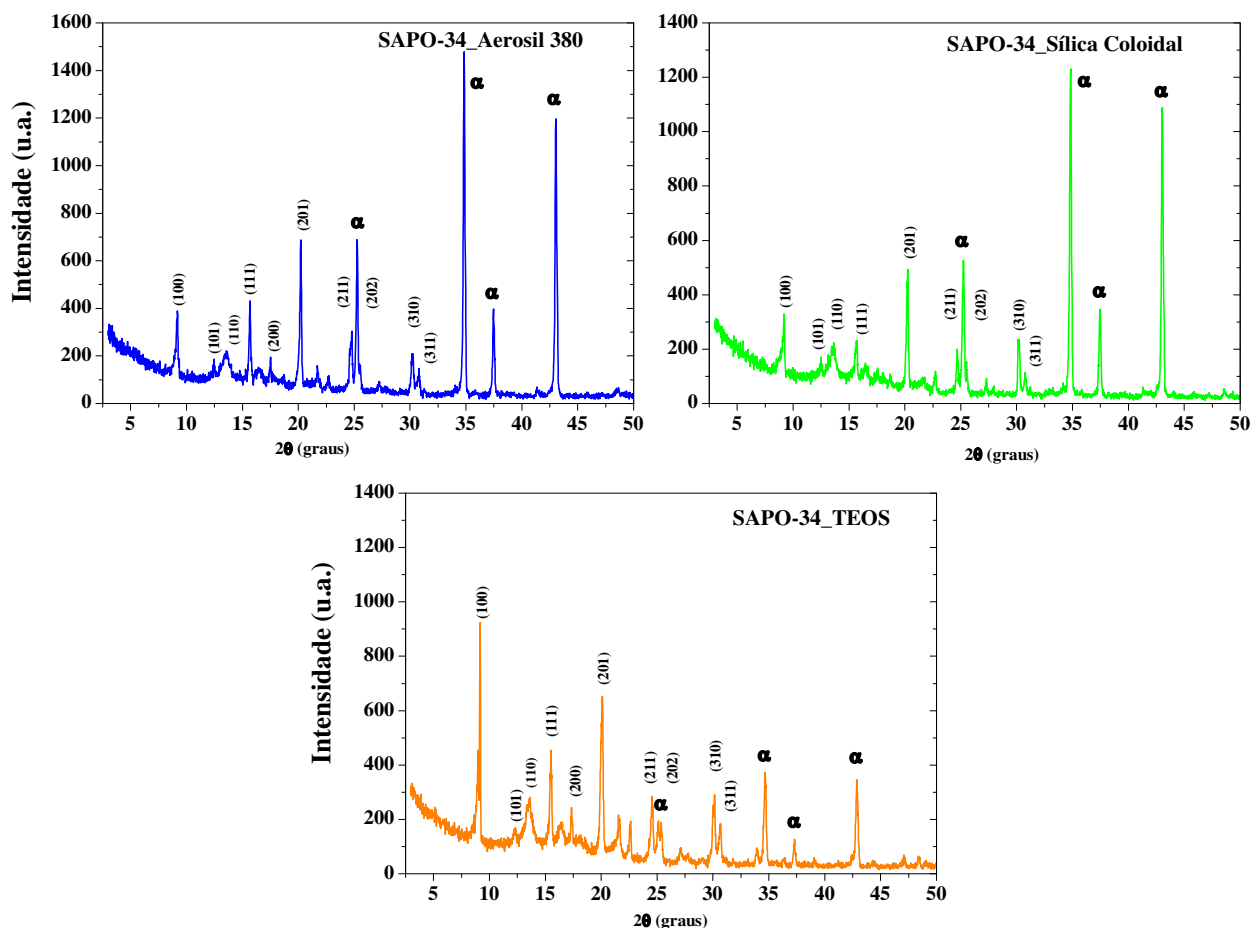 SAPO-34_Aerosil 380
Intensidade (u.a.)
1600
1400
1200
1000
800
600
400
200
0
(100)
(101)
(110)
(111)
(200)
(201)
(211)
α
(202)
(310)
(311)
α
α
α
5 10 15 20 25 30 35 40 45 50
2θ (graus)
SAPO-34_Sílica Coloidal
1400
1200
1000
800
600
400
200
0
(100)
(101)
(110)
(111)
(201)
(211)
α
(202)
(310)
(311)
α
α
α
5 10 15 20 25 30 35 40 45 50
2θ (graus)
SAPO-34_TEOS
Intensidade (u.a.)
1400
1200
1000
800
600
400
200
0
(100)
(101)
(110)
(111)
(200)
(201)
(211)
α
(202)
(310)
(311)
α
α
α
5 10 15 20 25 30 35 40 45 50
2θ (graus)